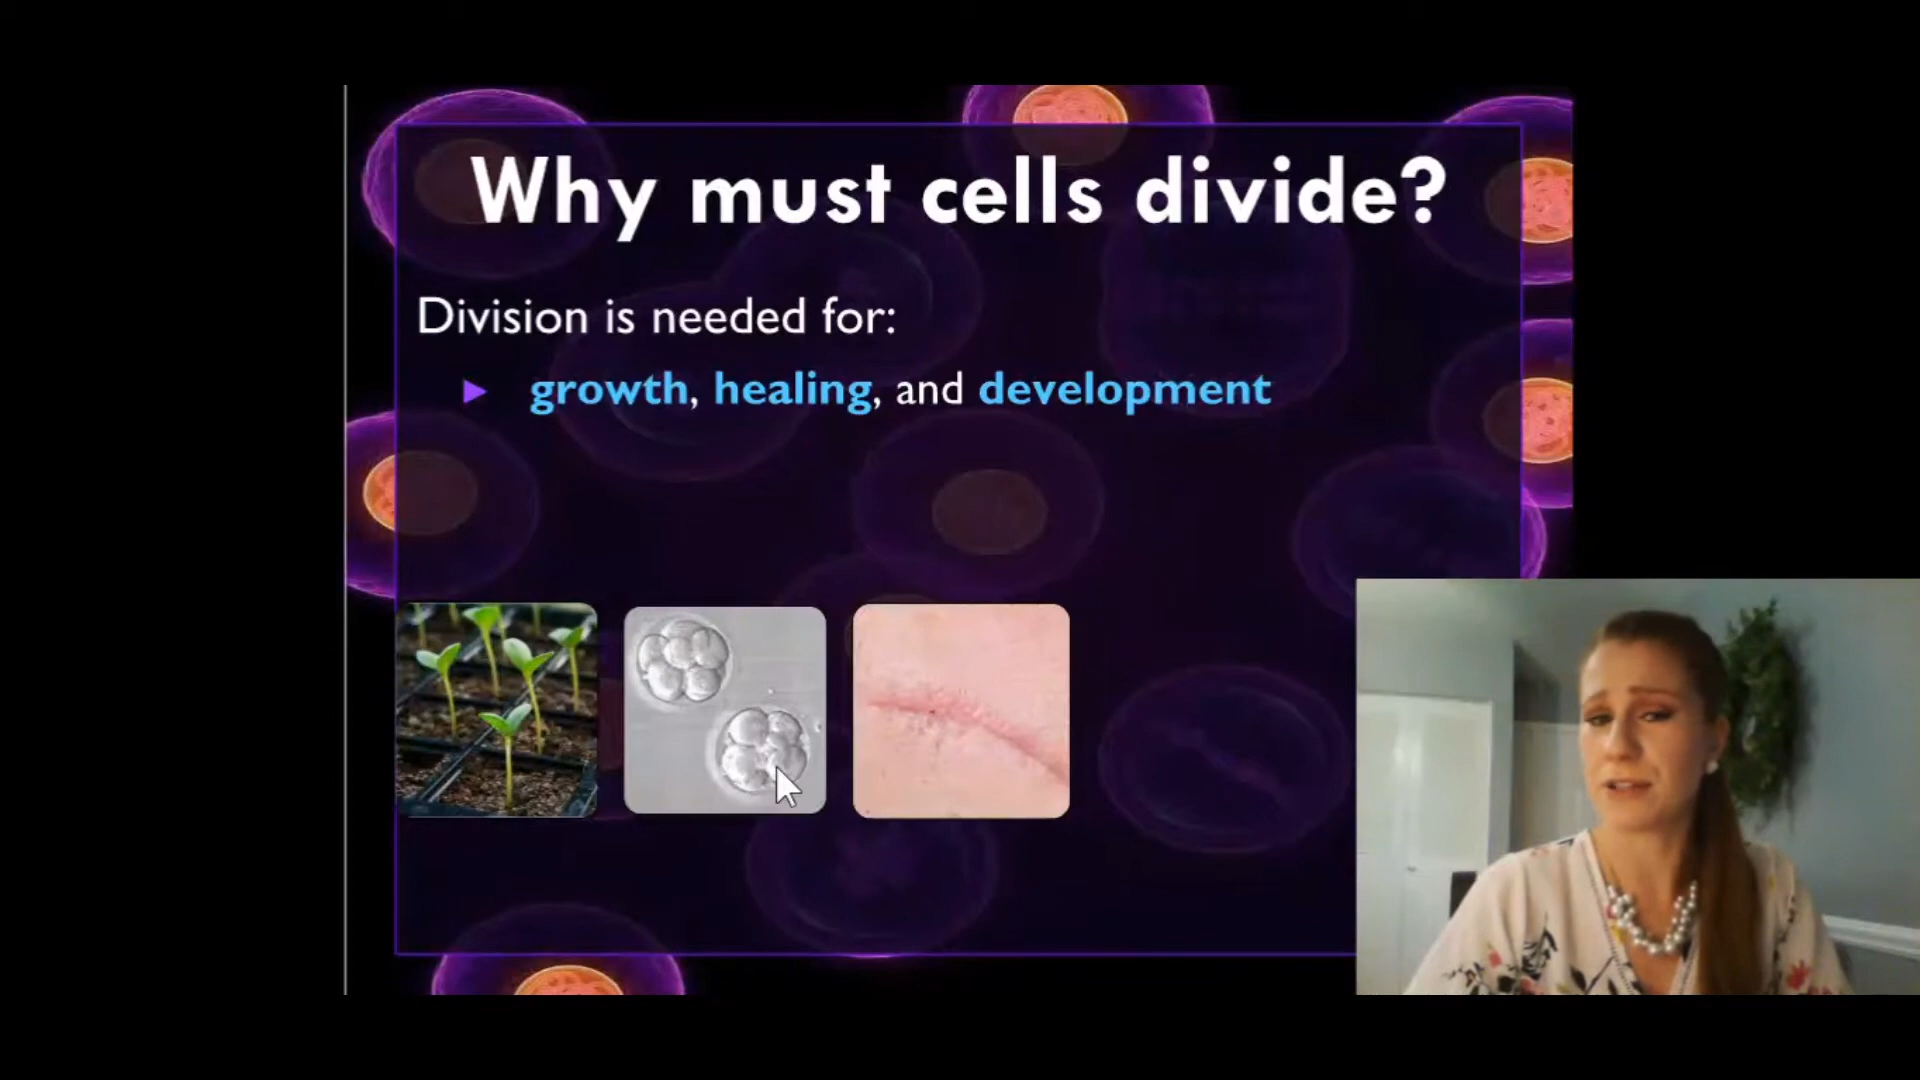 Why must cells divide?
Division is needed for:
growth, healing, and development